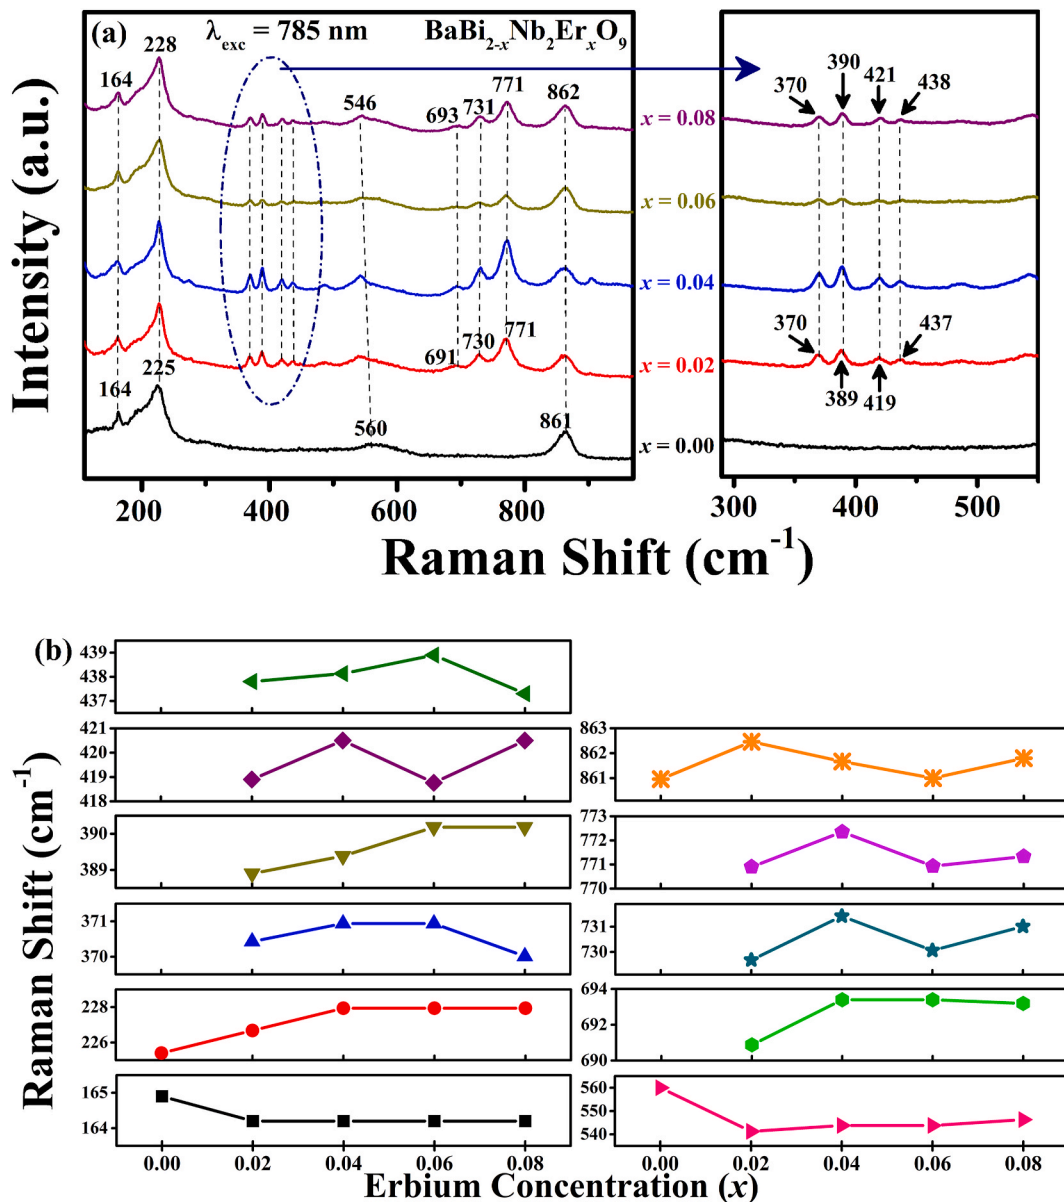 (a) λexc = 785 nm BaBi2-xNb2ErxO9
228
164
546
693 731 771 862
x = 0.08
x = 0.06
x = 0.04
691 730 771
x = 0.02
164 225
560
861
x = 0.00
370 390 421 438
370 437
389 419
200 400 600 800
300 400 500
Intensity (a.u.)
Raman Shift (cm-1)
(b)
439
438
437
421
420
419
418
390
389
371
370
228
226
165
164
863
862
861
773
772
771
770
731
730
694
692
690
560
550
540
0.00 0.02 0.04 0.06 0.08
0.00 0.02 0.04 0.06 0.08
Raman Shift (cm-1)
Erbium Concentration (x)